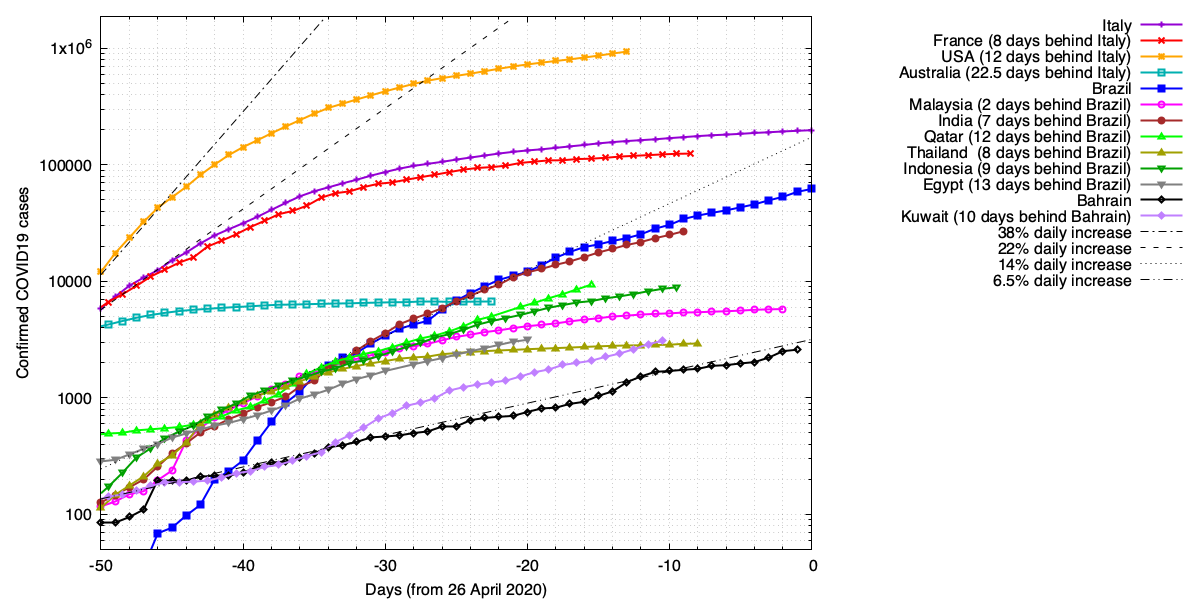 Confirmed COVID19 cases
1x10⁶
100000
10000
1000
100
-50
-40
-30
-20
-10
0
Days (from 26 April 2020)
Italy
France (8 days behind Italy)
USA (12 days behind Italy)
Australia (22.5 days behind Italy)
Brazil
Malaysia (2 days behind Brazil)
India (7 days behind Brazil)
Qatar (12 days behind Brazil)
Thailand (8 days behind Brazil)
Indonesia (9 days behind Brazil)
Egypt (13 days behind Brazil)
Bahrain
Kuwait (10 days behind Bahrain)
38% daily increase
22% daily increase
14% daily increase
6.5% daily increase